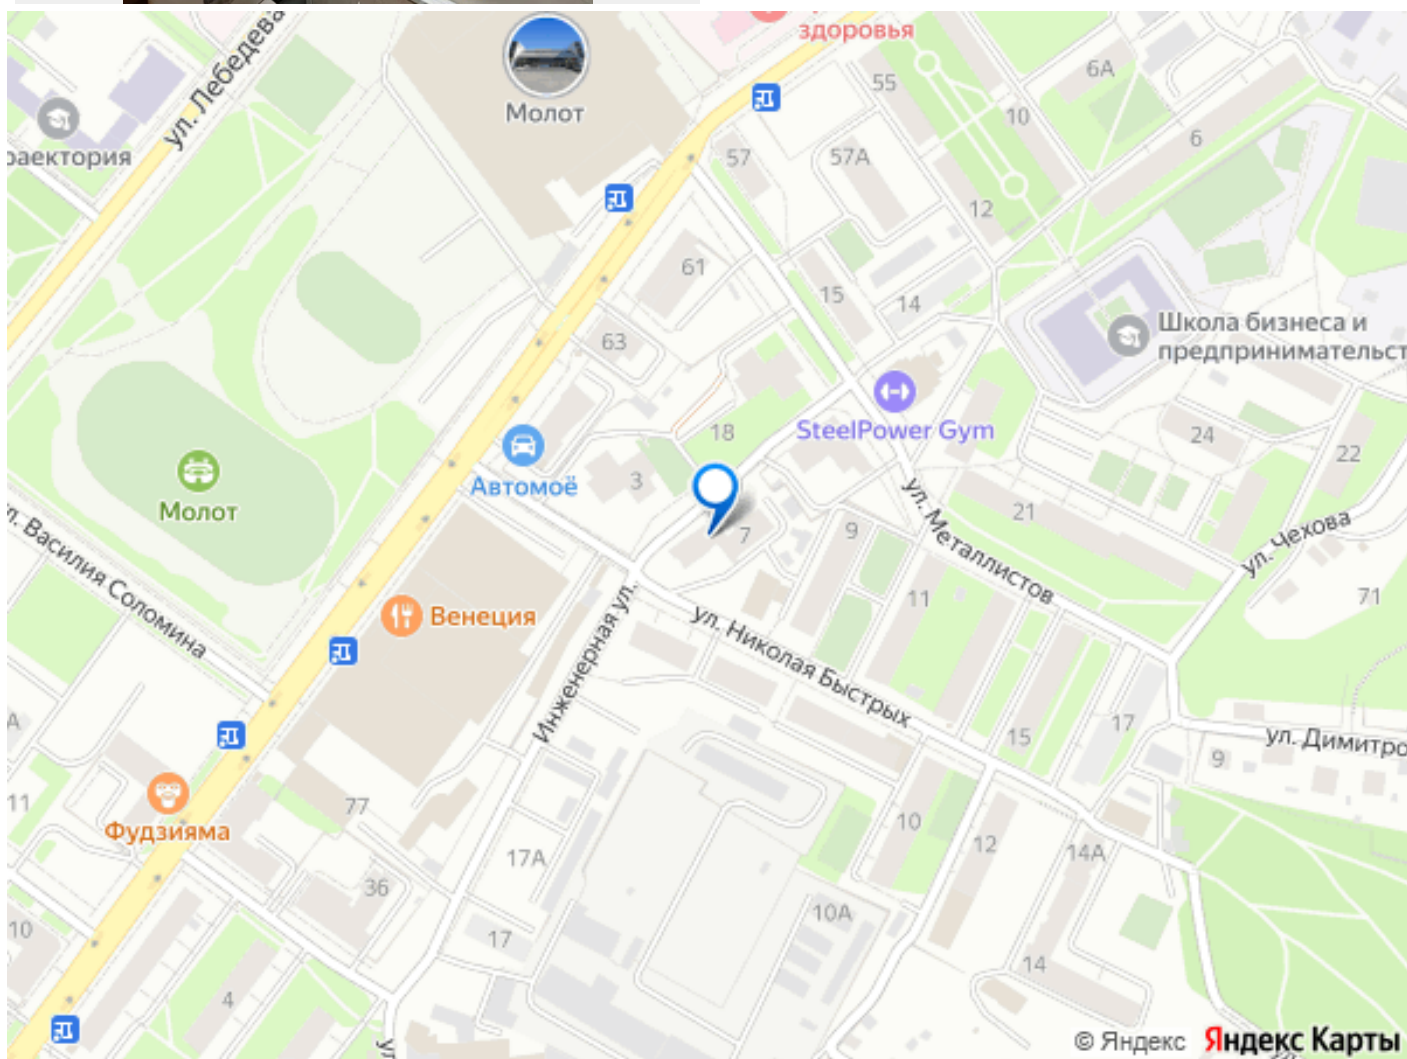 ул. Лебедева
Молот
здоровья
55
6А
10
6
раектория
57
57А
12
61
15
14
63
Школа бизнеса и
предпринимательст
SteelPower Gym
18
24
22
Автомоё
3
Молот
7
9
21
ул. Металлистов
ул. Чехова
л. Василия Соломина
11
71
Венеция
ул. Николая Быстрых
Инженерная ул.
А
17
15
ул. Димитро
9
11
Фудзияма
77
10
12
14А
17А
36
10А
10
17
14
4
© Яндекс Яндекс Карты